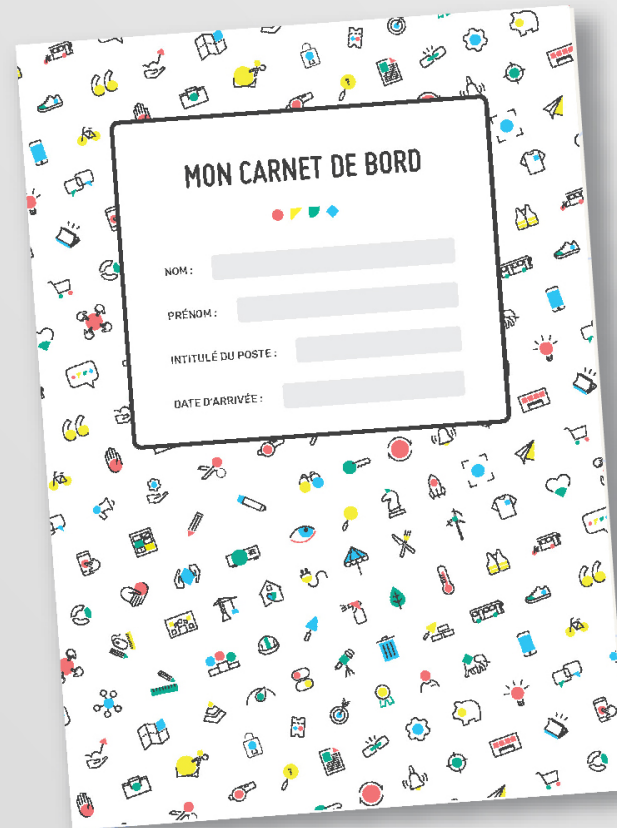 MON CARNET DE BORD
NOM :
PRÉNOM :
INTITULÉ DU POSTE :
DATE D'ARRIVÉE :